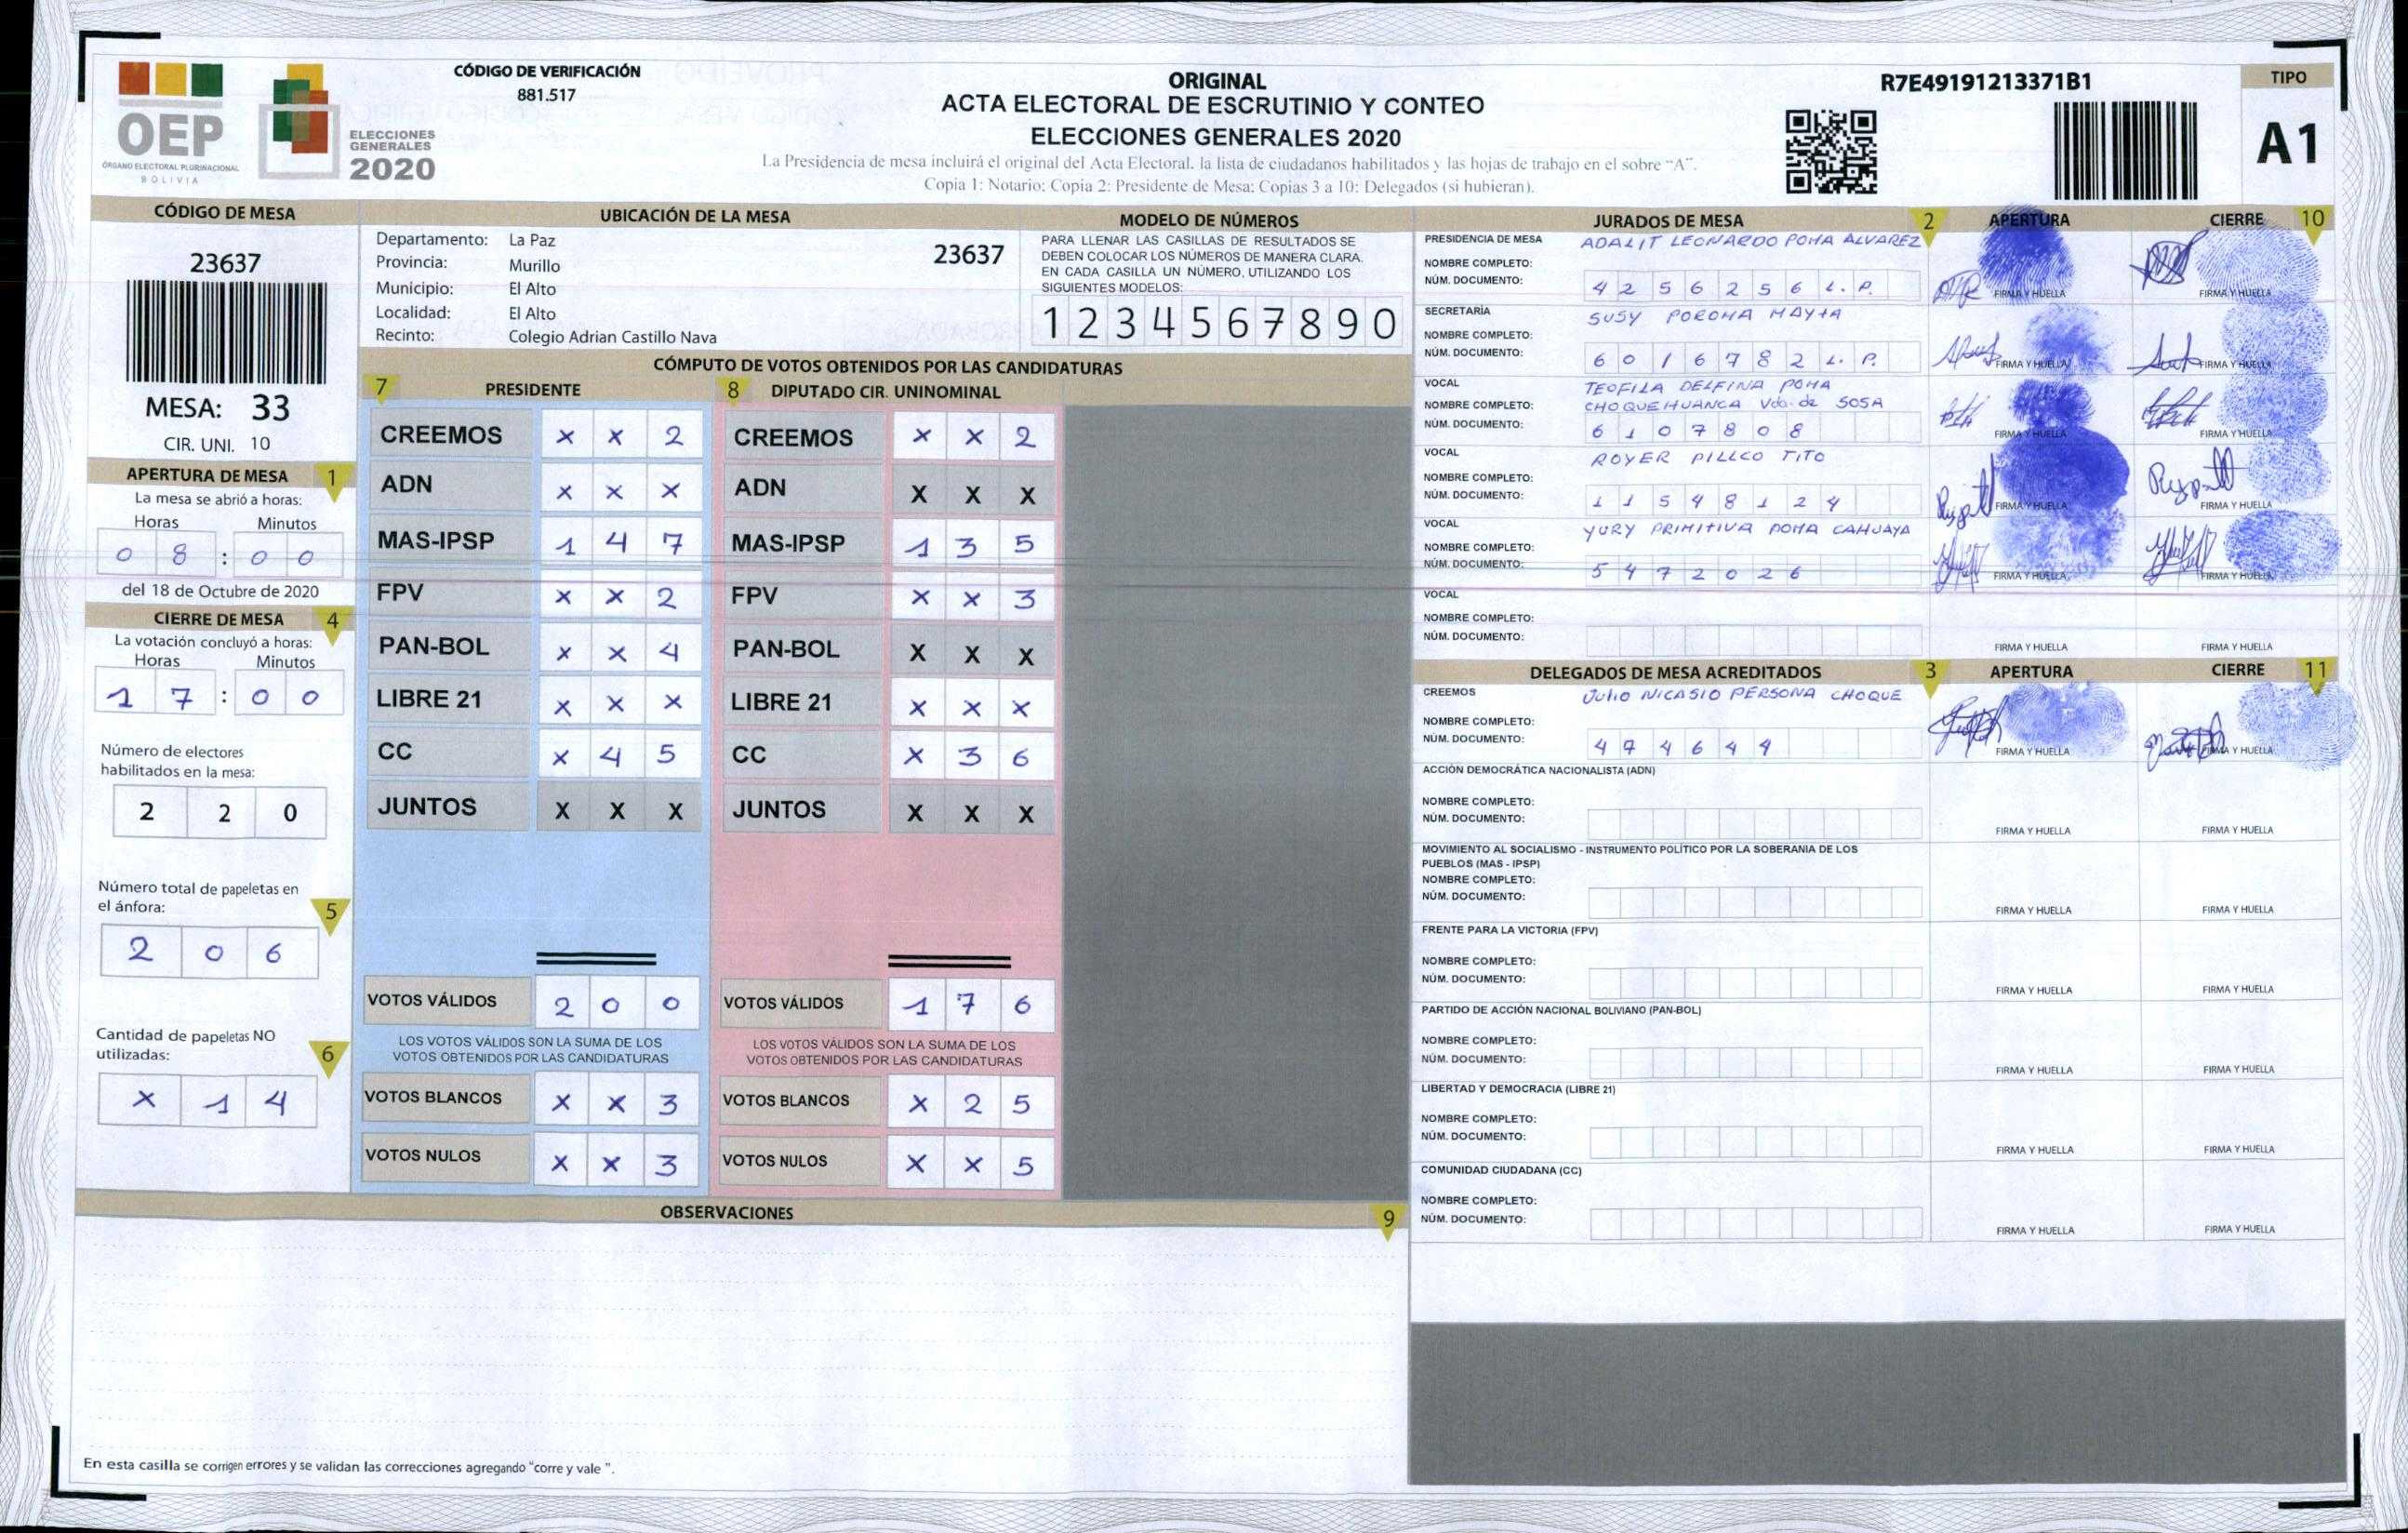 OEP
ÓRGANO ELECTORAL PLURINACIONAL
BOLIVIA
ELECCIONES
GENERALES
2020
CÓDIGO DE VERIFICACIÓN
881.517
ORIGINAL
ACTA ELECTORAL DE ESCRUTINIO Y CONTEO
ELECCIONES GENERALES 2020
La Presidencia de mesa incluirá el original del Acta Electoral. la lista de ciudadanos habilitados y las hojas de trabajo en el sobre “A”.
Copia 1: Notario; Copia 2: Presidente de Mesa; Copias 3 a 10: Delegados (si hubieran).
R7E49191213371B1
TIPO
A1
CÓDIGO DE MESA
23637
MESA: 33
CIR. UNI. 10
APERTURA DE MESA 1
La mesa se abrió a horas:
Horas Minutos
0 8 : 0 0
del 18 de Octubre de 2020
CIERRE DE MESA 4
La votación concluyó a horas:
Horas Minutos
1 7 : 0 0
Número de electores
habilitados en la mesa:
2 2 0
Número total de papeletas en
el ánfora: 5
2 0 6
Cantidad de papeletas NO
utilizadas: 6
X 1 4
UBICACIÓN DE LA MESA
Departamento: La Paz 23637
Provincia: Murillo
Municipio: El Alto
Localidad: El Alto
Recinto: Colegio Adrian Castillo Nava
MODELO DE NÚMEROS
PARA LLENAR LAS CASILLAS DE RESULTADOS SE
DEBEN COLOCAR LOS NÚMEROS DE MANERA CLARA.
EN CADA CASILLA UN NÚMERO, UTILIZANDO LOS
SIGUIENTES MODELOS:
1 2 3 4 5 6 7 8 9 0
CÓMPUTO DE VOTOS OBTENIDOS POR LAS CANDIDATURAS
7 PRESIDENTE
CREEMOS X X 2
ADN X X X
MAS-IPSP 1 4 7
FPV X X 2
PAN-BOL X X 4
LIBRE 21 X X X
CC X 4 5
JUNTOS X X X
VOTOS VÁLIDOS 2 0 0
LOS VOTOS VÁLIDOS SON LA SUMA DE LOS
VOTOS OBTENIDOS POR LAS CANDIDATURAS
VOTOS BLANCOS X X 3
VOTOS NULOS X X 3
8 DIPUTADO CIR. UNINOMINAL
CREEMOS X X 2
ADN X X X
MAS-IPSP 1 3 5
FPV X X 3
PAN-BOL X X X
LIBRE 21 X X X
CC X 3 6
JUNTOS X X X
VOTOS VÁLIDOS 1 7 6
LOS VOTOS VÁLIDOS SON LA SUMA DE LOS
VOTOS OBTENIDOS POR LAS CANDIDATURAS
VOTOS BLANCOS X 2 5
VOTOS NULOS X X 5
OBSERVACIONES 9
En esta casilla se corrigen errores y se validan las correcciones agregando “corre y vale ”.
JURADOS DE MESA 2 APERTURA CIERRE 10
PRESIDENCIA DE MESA ADALIT LEONARDO POMA ALVAREZ
NOMBRE COMPLETO:
NÚM. DOCUMENTO: 4 2 5 6 2 5 6 L. P. FIRMA Y HUELLA FIRMA Y HUELLA
SECRETARÍA SUSY POROMA MAYTA
NOMBRE COMPLETO:
NÚM. DOCUMENTO: 6 0 1 6 7 8 2 L. P. FIRMA Y HUELLA FIRMA Y HUELLA
VOCAL TEOFILA DELFINA POMA
NOMBRE COMPLETO: CHOQUEHUANCA Vda. de SOSA
NÚM. DOCUMENTO: 6 1 0 7 8 0 8 FIRMA Y HUELLA FIRMA Y HUELLA
VOCAL ROYER PILLCO TITO
NOMBRE COMPLETO:
NÚM. DOCUMENTO: 1 1 5 4 8 1 2 4 FIRMA Y HUELLA FIRMA Y HUELLA
VOCAL YURY PRIMITIVA POMA CAHUAYA
NOMBRE COMPLETO:
NÚM. DOCUMENTO: 5 4 7 2 0 2 6 FIRMA Y HUELLA FIRMA Y HUELLA
VOCAL
NOMBRE COMPLETO:
NÚM. DOCUMENTO: FIRMA Y HUELLA FIRMA Y HUELLA
DELEGADOS DE MESA ACREDITADOS 3 APERTURA CIERRE 11
CREEMOS JULIO NICASIO PERSONA CHOQUE
NOMBRE COMPLETO:
NÚM. DOCUMENTO: FIRMA Y HUELLA FIRMA Y HUELLA
ACCIÓN DEMOCRÁTICA NACIONALISTA (ADN)
NOMBRE COMPLETO:
NÚM. DOCUMENTO: FIRMA Y HUELLA FIRMA Y HUELLA
MOVIMIENTO AL SOCIALISMO - INSTRUMENTO POLÍTICO POR LA SOBERANIA DE LOS
PUEBLOS (MAS - IPSP)
NOMBRE COMPLETO:
NÚM. DOCUMENTO: FIRMA Y HUELLA FIRMA Y HUELLA
FRENTE PARA LA VICTORIA (FPV)
NOMBRE COMPLETO:
NÚM. DOCUMENTO: FIRMA Y HUELLA FIRMA Y HUELLA
PARTIDO DE ACCIÓN NACIONAL BOLIVIANO (PAN-BOL)
NOMBRE COMPLETO:
NÚM. DOCUMENTO: FIRMA Y HUELLA FIRMA Y HUELLA
LIBERTAD Y DEMOCRACIA (LIBRE 21)
NOMBRE COMPLETO:
NÚM. DOCUMENTO: FIRMA Y HUELLA FIRMA Y HUELLA
COMUNIDAD CIUDADANA (CC)
NOMBRE COMPLETO:
NÚM. DOCUMENTO: FIRMA Y HUELLA FIRMA Y HUELLA